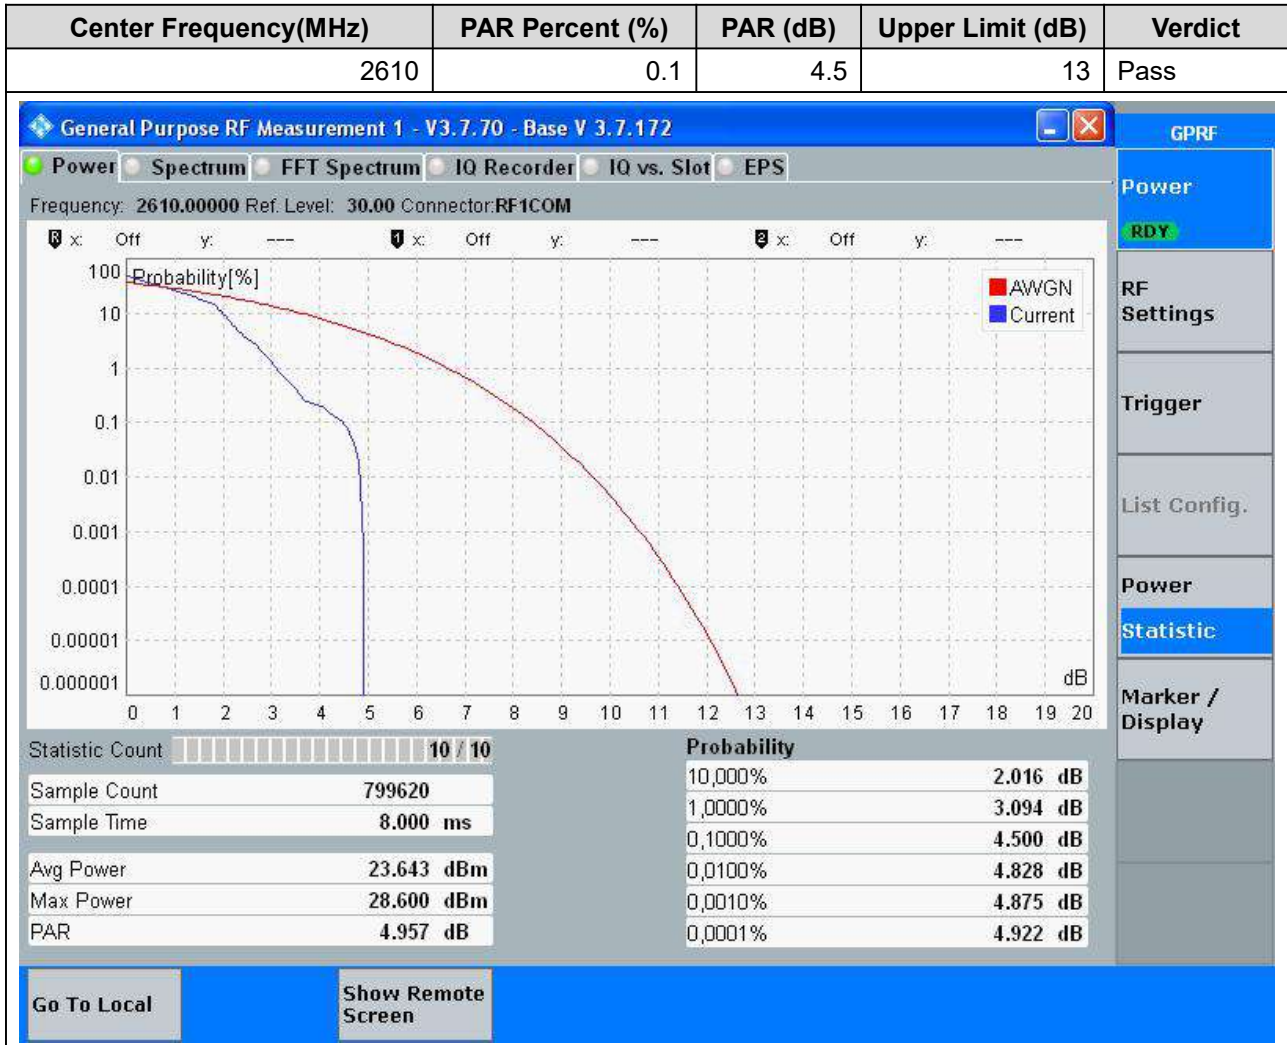 Center Frequency(MHz) PAR Percent (%) PAR (dB) Upper Limit (dB) Verdict
2610 0.1 4.5 13 Pass
General Purpose RF Measurement 1 - V3.7.70 - Base V 3.7.172
GPRF
Power Spectrum FFT Spectrum IQ Recorder IQ vs. Slot EPS
Frequency: 2610.00000 Ref. Level: 30.00 Connector:RF1COM
R x: Off y: --- 1 x: Off y: --- 2 x: Off y: ---
Power
RDY
RF
Settings
Trigger
List Config.
Power
Statistic
Marker /
Display
Probability[%]
AWGN
Current
100
10
1
0.1
0.01
0.001
0.0001
0.00001
0.000001
dB
0 1 2 3 4 5 6 7 8 9 10 11 12 13 14 15 16 17 18 19 20
Statistic Count 10 / 10
Sample Count 799620
Sample Time 8.000 ms
Avg Power 23.643 dBm
Max Power 28.600 dBm
PAR 4.957 dB
Probability
10,000% 2.016 dB
1,0000% 3.094 dB
0,1000% 4.500 dB
0,0100% 4.828 dB
0,0010% 4.875 dB
0,0001% 4.922 dB
Go To Local
Show Remote
Screen